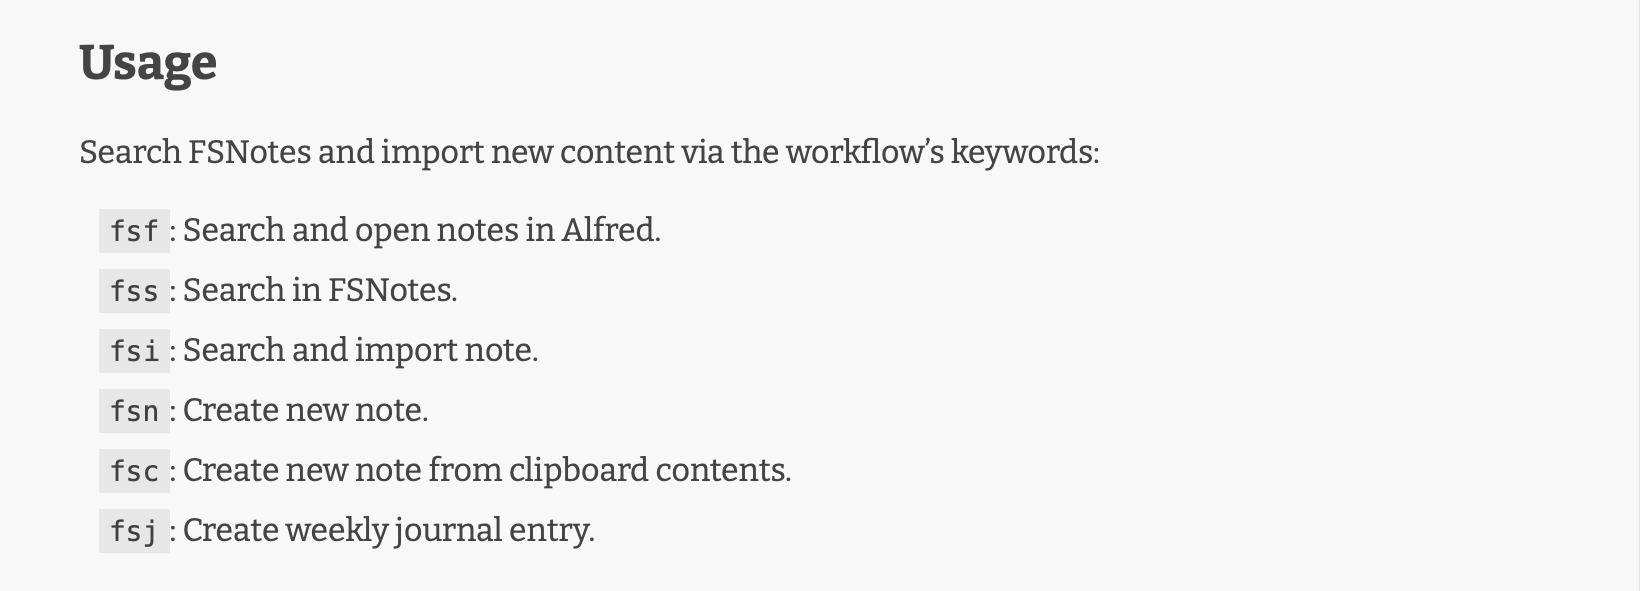 Usage
Search FSNotes and import new content via the workflow’s keywords:
fsf : Search and open notes in Alfred.
fss : Search in FSNotes.
fsi : Search and import note.
fsn : Create new note.
fsc : Create new note from clipboard contents.
fsj : Create weekly journal entry.